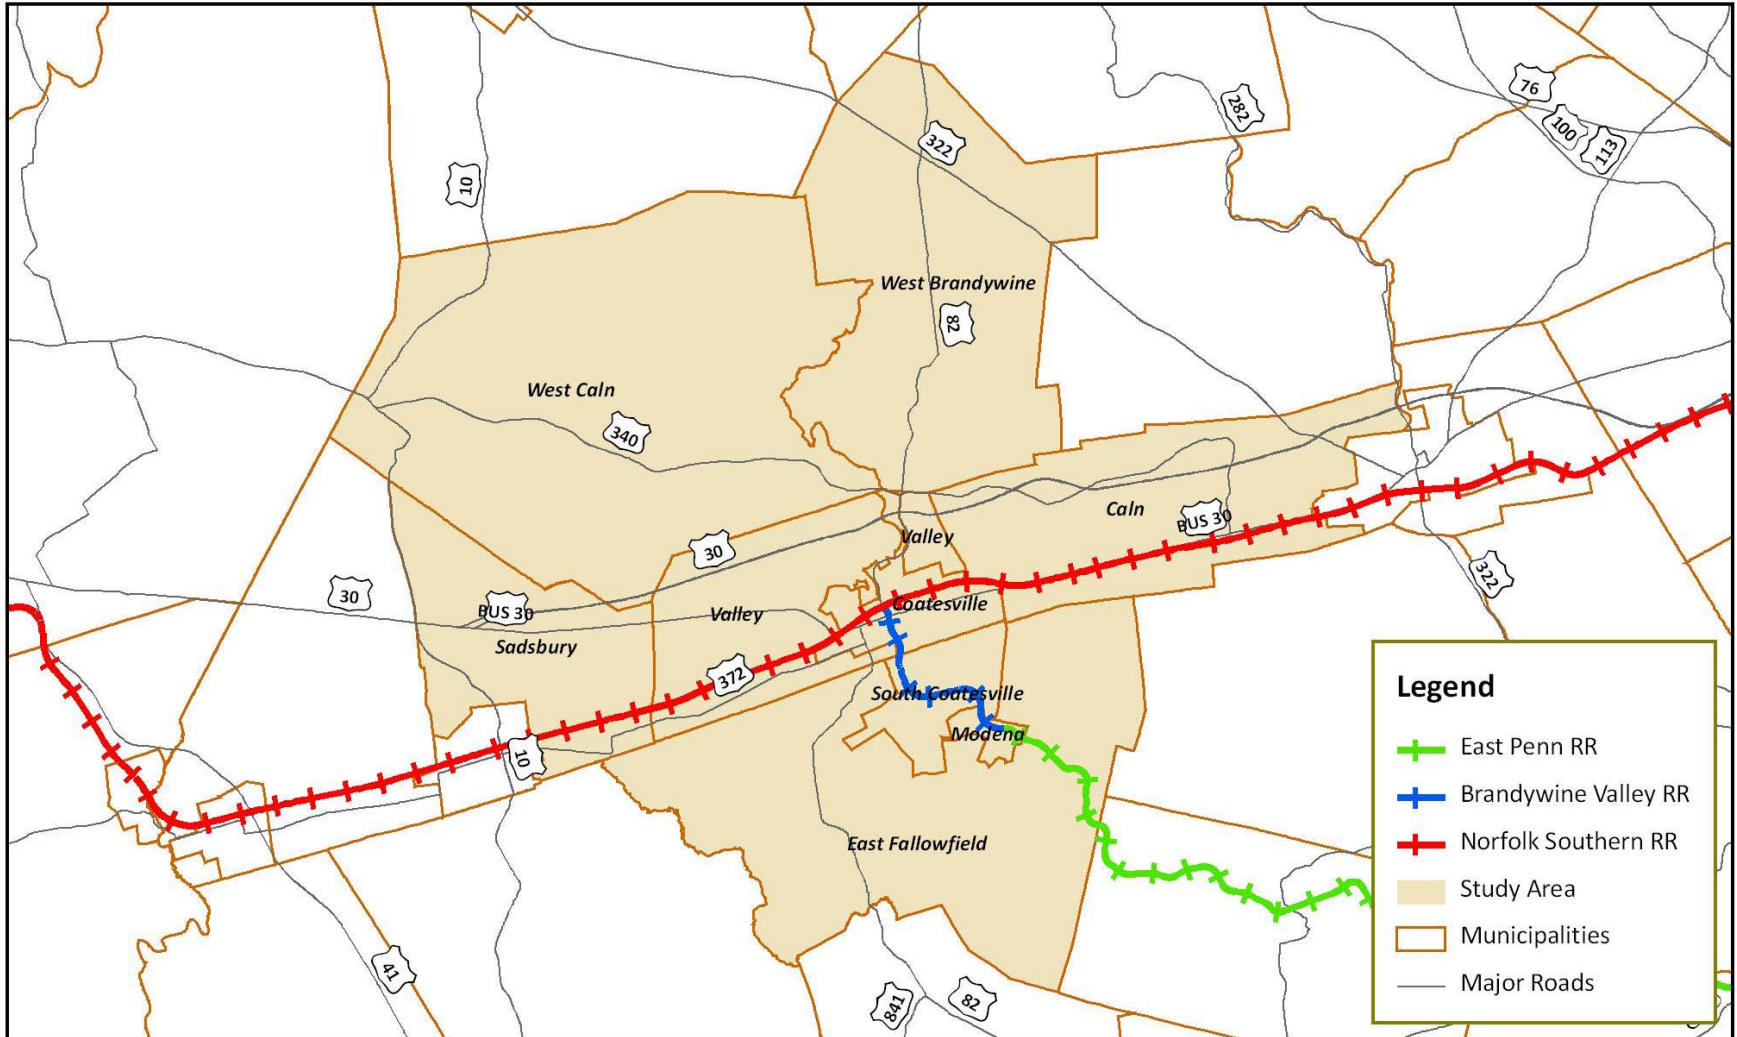 76
282
100
322
113
10
West Brandywine
82
West Caln
340
Caln
BUS 30
Valley
30
322
30
BUS 30
Coatesville
Valley
Sadsbury
372
South Coatesville
Modena
10
East Fallowfield
41
841
82
Legend
East Penn RR
Brandywine Valley RR
Norfolk Southern RR
Study Area
Municipalities
Major Roads